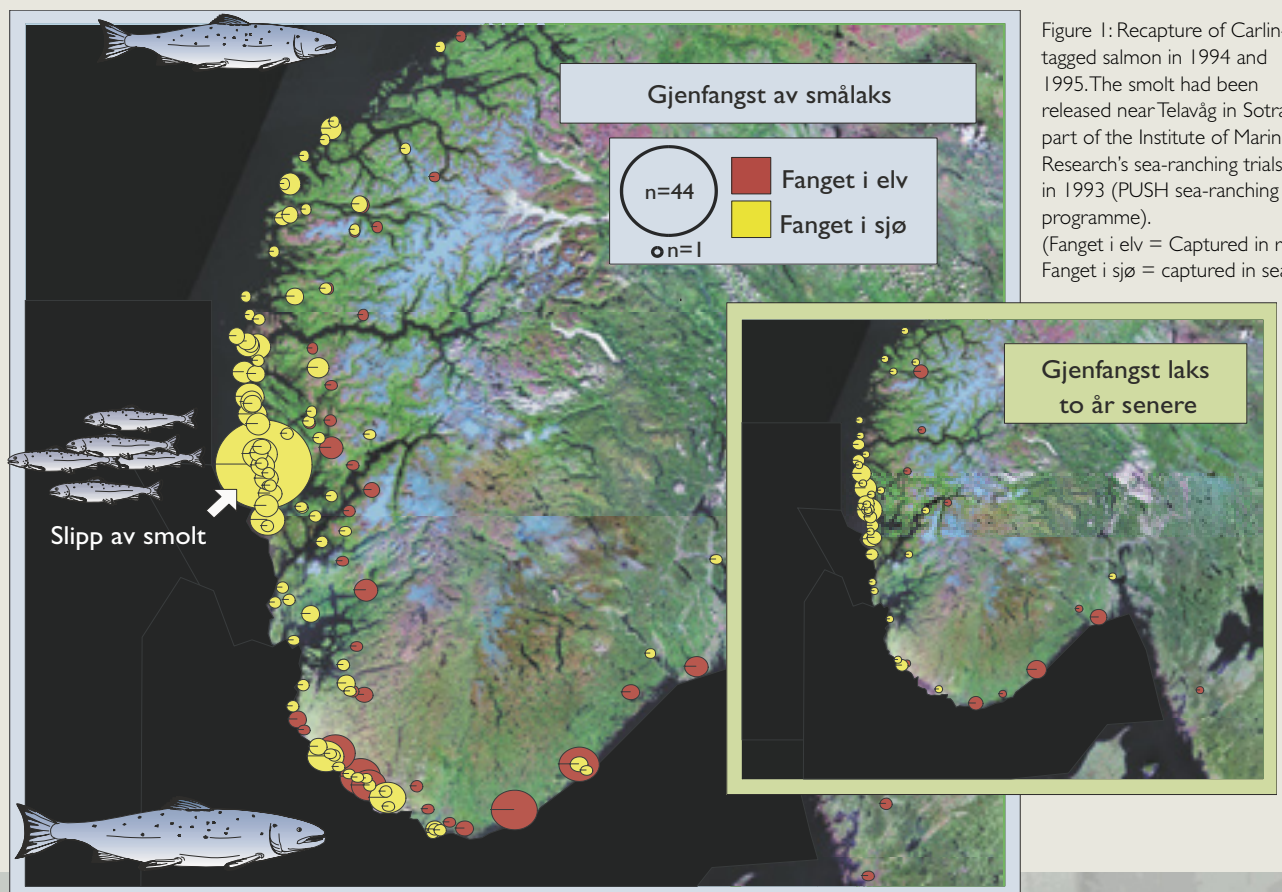 Gjenfangst av smålaks
n=44
n=1
Fanget i elv
Fanget i sjø
Slipp av smolt
Gjenfangst laks
to år senere
Figure 1: Recapture of Carlin-
tagged salmon in 1994 and
1995. The smolt had been
released near Telavåg in Sotra
part of the Institute of Marin
Research's sea-ranching trials
in 1993 (PUSH sea-ranching
programme).
(Fanget i elv = Captured in
Fanget i sjø = captured in sea